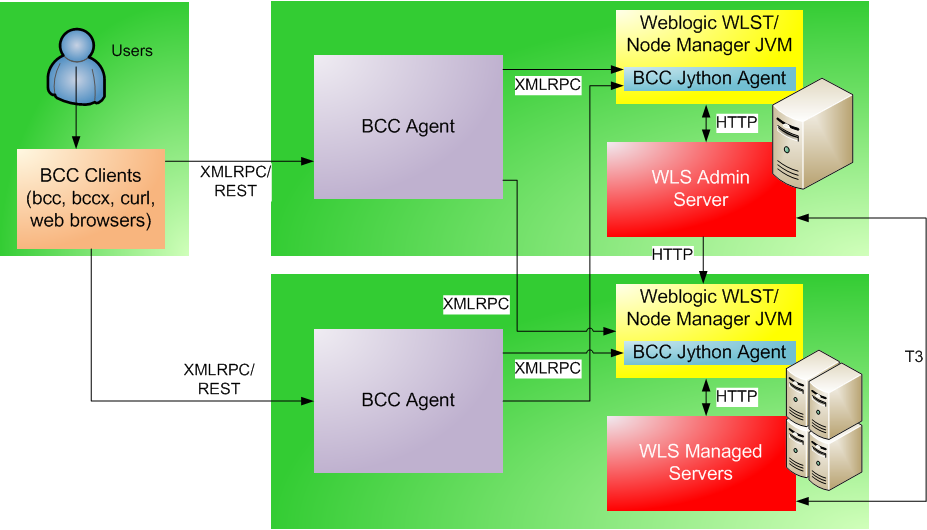 Users
BCC Clients
(bcc, bccx, curl,
web browsers)
XMLRPC/
REST
BCC Agent
XMLRPC
Weblogic WLST/
Node Manager JVM
BCC Jython Agent
HTTP
WLS Admin
Server
HTTP
XMLRPC
Weblogic WLST/
Node Manager JVM
BCC Jython Agent
XMLRPC
XMLRPC/
REST
BCC Agent
HTTP
WLS Managed
Servers
T3